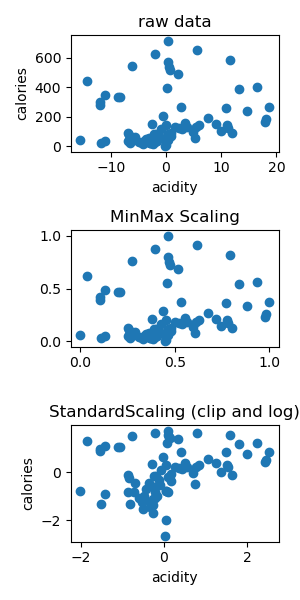 raw data
calories
600
400
200
0
−10
0
10
20
acidity
MinMax Scaling
calories
1.0
0.5
0.0
0.0
0.5
1.0
StandardScaling (clip and log)
calories
0
−2
−2
0
2
acidity